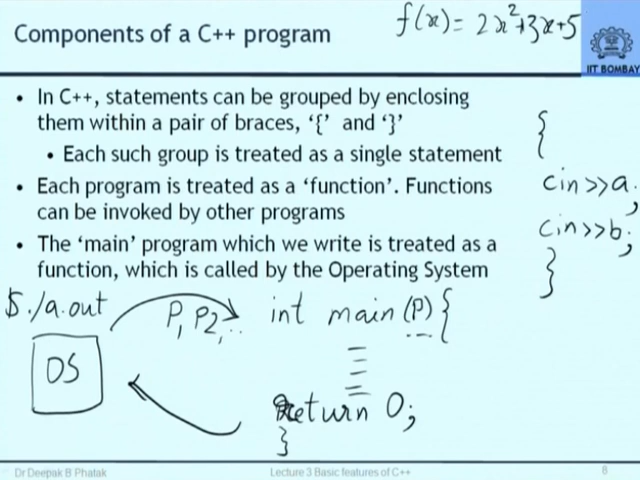 Components of a C++ program
f(x) = 2x²+3x+5
IIT BOMBAY
• In C++, statements can be grouped by enclosing
them within a pair of braces, ‘{’ and ‘}’
• Each such group is treated as a single statement
• Each program is treated as a ‘function’. Functions
can be invoked by other programs
• The ‘main’ program which we write is treated as a
function, which is called by the Operating System
{
cin>>a;
cin>>b;
}
$./a.out
P, P2, ..
int main (P) {
OS
return 0;
}
Dr Deepak B Phatak
Lecture 3 Basic features of C++
8